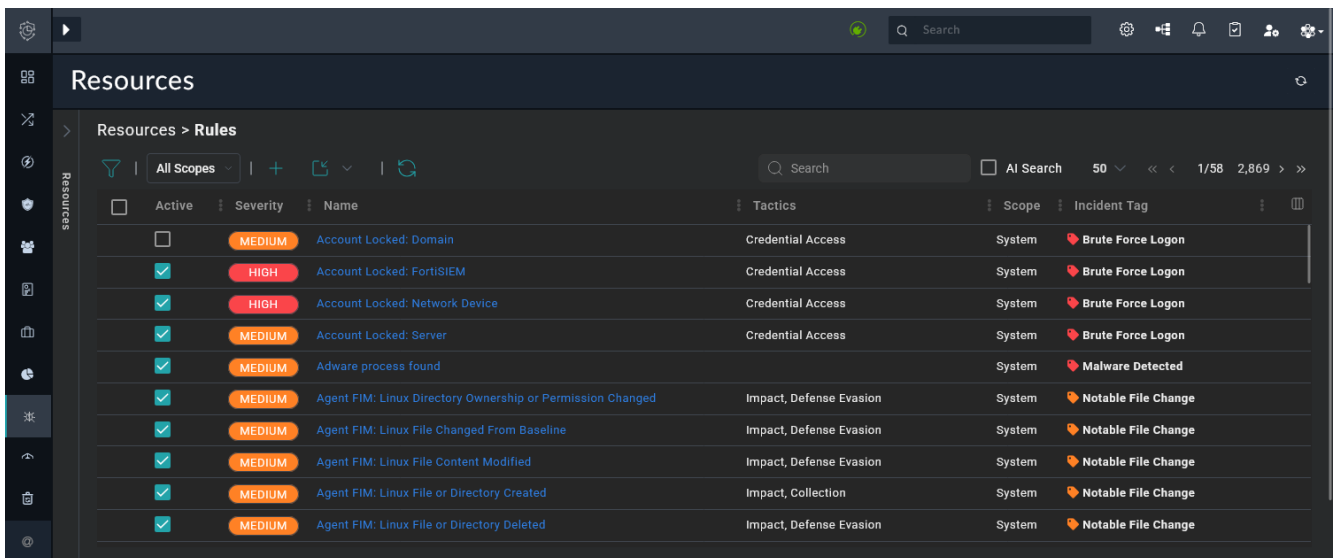 Search
Resources
Resources > Rules
All Scopes
Search
AI Search
50
1/58 2,869
Resources
Active Severity Name Tactics Scope Incident Tag
MEDIUM Account Locked: Domain Credential Access System Brute Force Logon
HIGH Account Locked: FortiSIEM Credential Access System Brute Force Logon
HIGH Account Locked: Network Device Credential Access System Brute Force Logon
MEDIUM Account Locked: Server Credential Access System Brute Force Logon
MEDIUM Adware process found System Malware Detected
MEDIUM Agent FIM: Linux Directory Ownership or Permission Changed Impact, Defense Evasion System Notable File Change
MEDIUM Agent FIM: Linux File Changed From Baseline Impact, Defense Evasion System Notable File Change
MEDIUM Agent FIM: Linux File Content Modified Impact, Defense Evasion System Notable File Change
MEDIUM Agent FIM: Linux File or Directory Created Impact, Collection System Notable File Change
MEDIUM Agent FIM: Linux File or Directory Deleted Impact, Defense Evasion System Notable File Change